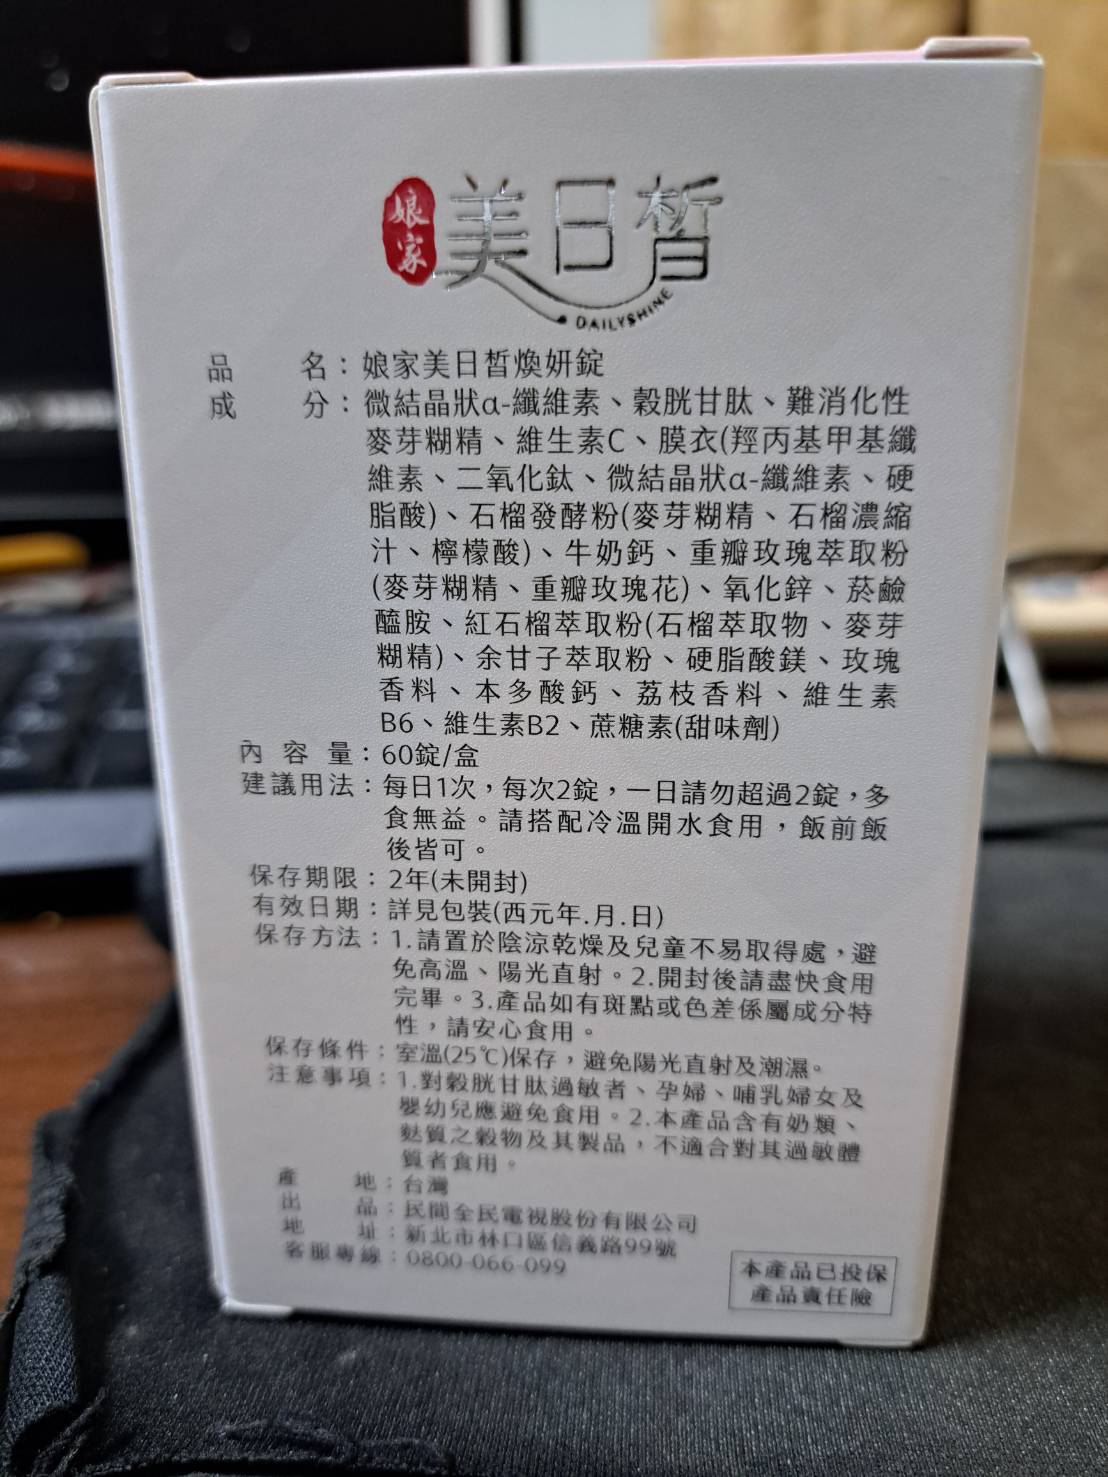 娘家
美日皙
DAILYSHINE
品名：娘家美日皙煥妍錠
成分：微結晶狀α-纖維素、穀胱甘肽、難消化性
麥芽糊精、維生素C、膜衣(羥丙基甲基纖
維素、二氧化鈦、微結晶狀α-纖維素、硬
脂酸)、石榴發酵粉(麥芽糊精、石榴濃縮
汁、檸檬酸)、牛奶鈣、重瓣玫瑰萃取粉
(麥芽糊精、重瓣玫瑰花)、氧化鋅、菸鹼
醯胺、紅石榴萃取粉(石榴萃取物、麥芽
糊精)、余甘子萃取粉、硬脂酸鎂、玫瑰
香料、本多酸鈣、荔枝香料、維生素
B6、維生素B2、蔗糖素(甜味劑)
內容量：60錠/盒
建議用法：每日1次，每次2錠，一日請勿超過2錠，多
食無益。請搭配冷溫開水食用，飯前飯
後皆可。
保存期限：2年(未開封)
有效日期：詳見包裝(西元年.月.日)
保存方法：1.請置於陰涼乾燥及兒童不易取得處，避
免高溫、陽光直射。2.開封後請盡快食用
完畢。3.產品如有斑點或色差係屬成分特
性，請安心食用。
保存條件：室溫(25℃)保存，避免陽光直射及潮濕。
注意事項：1.對穀胱甘肽過敏者、孕婦、哺乳婦女及
嬰幼兒應避免食用。2.本產品含有奶類、
麩質之穀物及其製品，不適合對其過敏體
質者食用。
產地：台灣
出品：民間全民電視股份有限公司
地址：新北市林口區信義路99號
客服專線：0800-066-099
本產品已投保
產品責任險